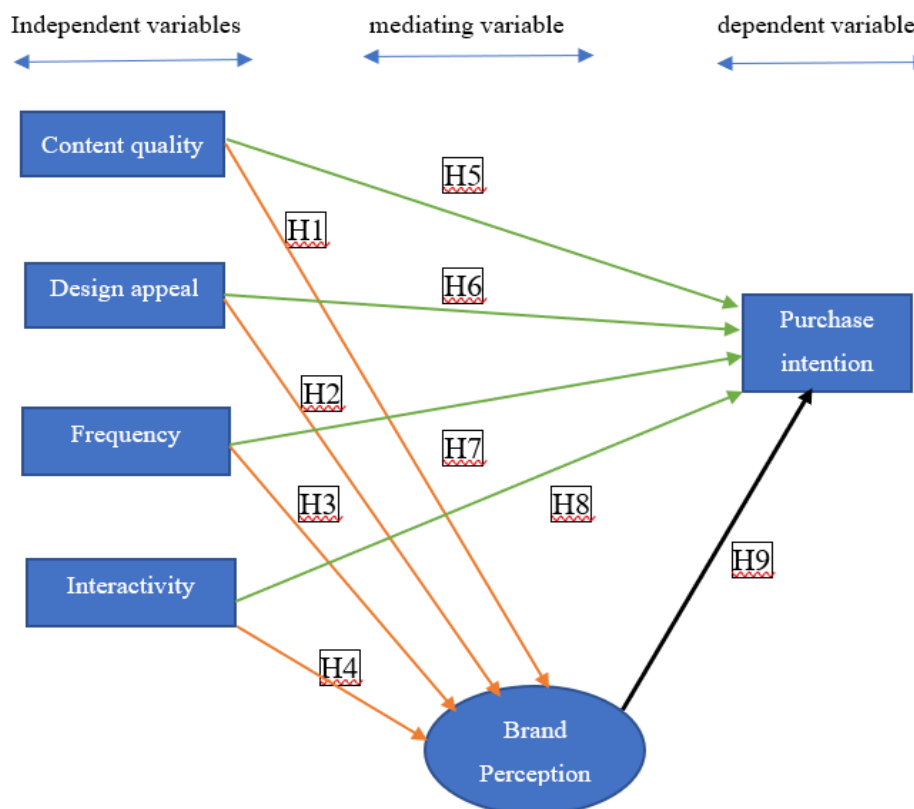 Independent variables
mediating variable
dependent variable
Content quality
H5
H1
Design appeal
H6
Purchase
intention
H2
Frequency
H7
H3
H8
Interactivity
H9
H4
Brand
Perception